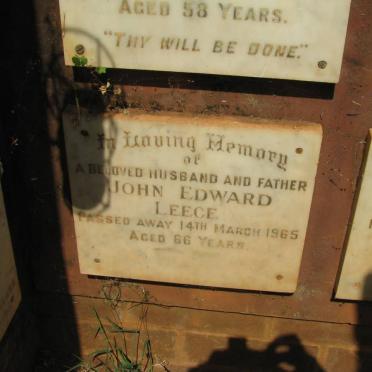 AGED 58 YEARS.
"THY WILL BE DONE."
In Loving Memory
of
A BELOVED HUSBAND AND FATHER
JOHN EDWARD
LEECE
PASSED AWAY 14TH MARCH 1965
AGED 66 YEARS.